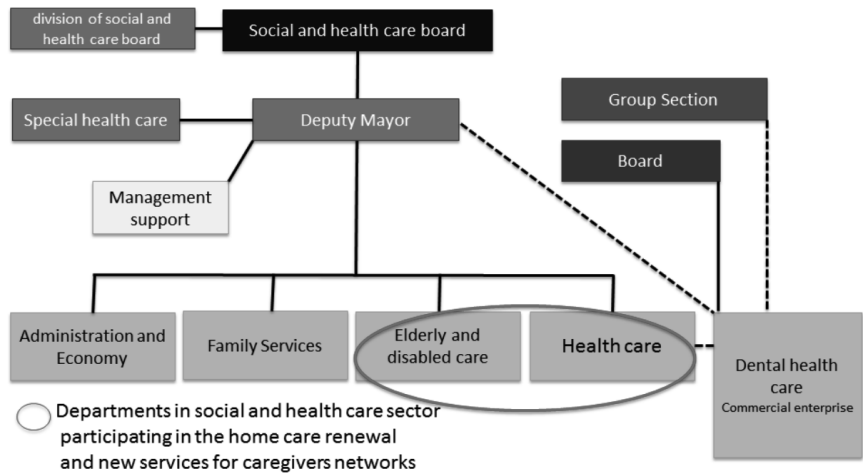 division of social and
health care board
Social and health care board
Group Section
Special health care
Deputy Mayor
Board
Management
support
Administration and
Economy
Family Services
Elderly and
disabled care
Health care
Dental health
care
Commercial enterprise
Departments in social and health care sector
participating in the home care renewal
and new services for caregivers networks